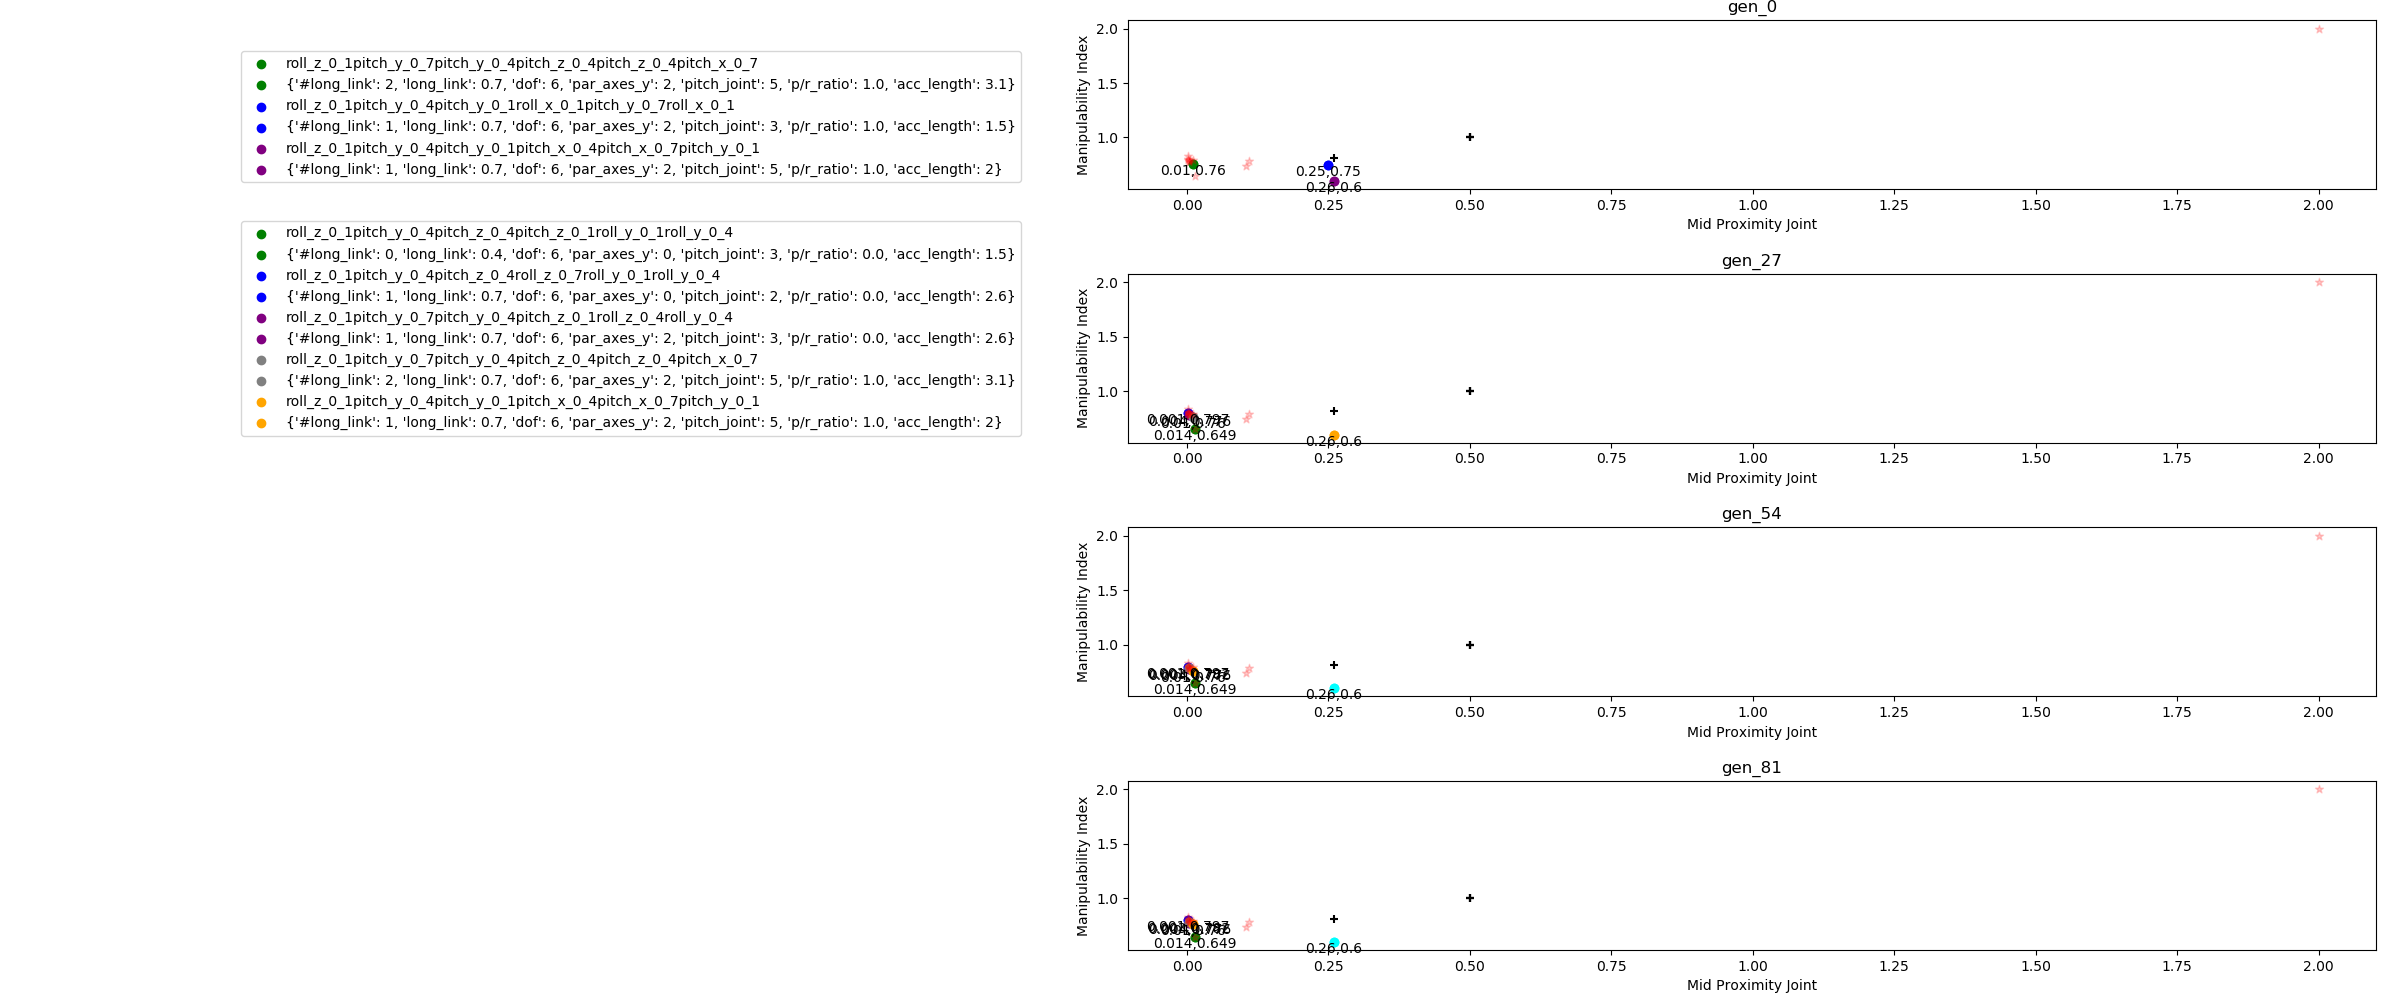 roll_z_0_1pitch_y_0_7pitch_y_0_4pitch_z_0_4pitch_z_0_4pitch_x_0_7
{'#long_link': 2, 'long_link': 0.7, 'dof': 6, 'par_axes_y': 2, 'pitch_joint': 5, 'p/r_ratio': 1.0, 'acc_length': 3.1}
roll_z_0_1pitch_y_0_4pitch_y_0_1roll_x_0_1pitch_y_0_7roll_x_0_1
{'#long_link': 1, 'long_link': 0.7, 'dof': 6, 'par_axes_y': 2, 'pitch_joint': 3, 'p/r_ratio': 1.0, 'acc_length': 1.5}
roll_z_0_1pitch_y_0_4pitch_y_0_1pitch_x_0_4pitch_x_0_7pitch_y_0_1
{'#long_link': 1, 'long_link': 0.7, 'dof': 6, 'par_axes_y': 2, 'pitch_joint': 5, 'p/r_ratio': 1.0, 'acc_length': 2}
roll_z_0_1pitch_y_0_4pitch_z_0_4pitch_z_0_1roll_y_0_1roll_y_0_4
{'#long_link': 0, 'long_link': 0.4, 'dof': 6, 'par_axes_y': 0, 'pitch_joint': 3, 'p/r_ratio': 0.0, 'acc_length': 1.5}
roll_z_0_1pitch_y_0_4pitch_z_0_4roll_z_0_7roll_y_0_1roll_y_0_4
{'#long_link': 1, 'long_link': 0.7, 'dof': 6, 'par_axes_y': 0, 'pitch_joint': 2, 'p/r_ratio': 0.0, 'acc_length': 2.6}
roll_z_0_1pitch_y_0_7pitch_y_0_4pitch_z_0_1roll_z_0_4roll_y_0_4
{'#long_link': 1, 'long_link': 0.7, 'dof': 6, 'par_axes_y': 2, 'pitch_joint': 3, 'p/r_ratio': 0.0, 'acc_length': 2.6}
roll_z_0_1pitch_y_0_7pitch_y_0_4pitch_z_0_4pitch_z_0_4pitch_x_0_7
{'#long_link': 2, 'long_link': 0.7, 'dof': 6, 'par_axes_y': 2, 'pitch_joint': 5, 'p/r_ratio': 1.0, 'acc_length': 3.1}
roll_z_0_1pitch_y_0_4pitch_y_0_1pitch_x_0_4pitch_x_0_7pitch_y_0_1
{'#long_link': 1, 'long_link': 0.7, 'dof': 6, 'par_axes_y': 2, 'pitch_joint': 5, 'p/r_ratio': 1.0, 'acc_length': 2}
gen_0
Manipulability Index
2.0
1.5
1.0
0.01,0.76
0.25,0.75
0.26,0.6
0.00 0.25 0.50 0.75 1.00 1.25 1.50 1.75 2.00
Mid Proximity Joint
gen_27
Manipulability Index
2.0
1.5
1.0
0.014,0.649
0.26,0.6
0.00 0.25 0.50 0.75 1.00 1.25 1.50 1.75 2.00
Mid Proximity Joint
gen_54
Manipulability Index
2.0
1.5
1.0
0.014,0.649
0.26,0.6
0.00 0.25 0.50 0.75 1.00 1.25 1.50 1.75 2.00
Mid Proximity Joint
gen_81
Manipulability Index
2.0
1.5
1.0
0.014,0.649
0.26,0.6
0.00 0.25 0.50 0.75 1.00 1.25 1.50 1.75 2.00
Mid Proximity Joint